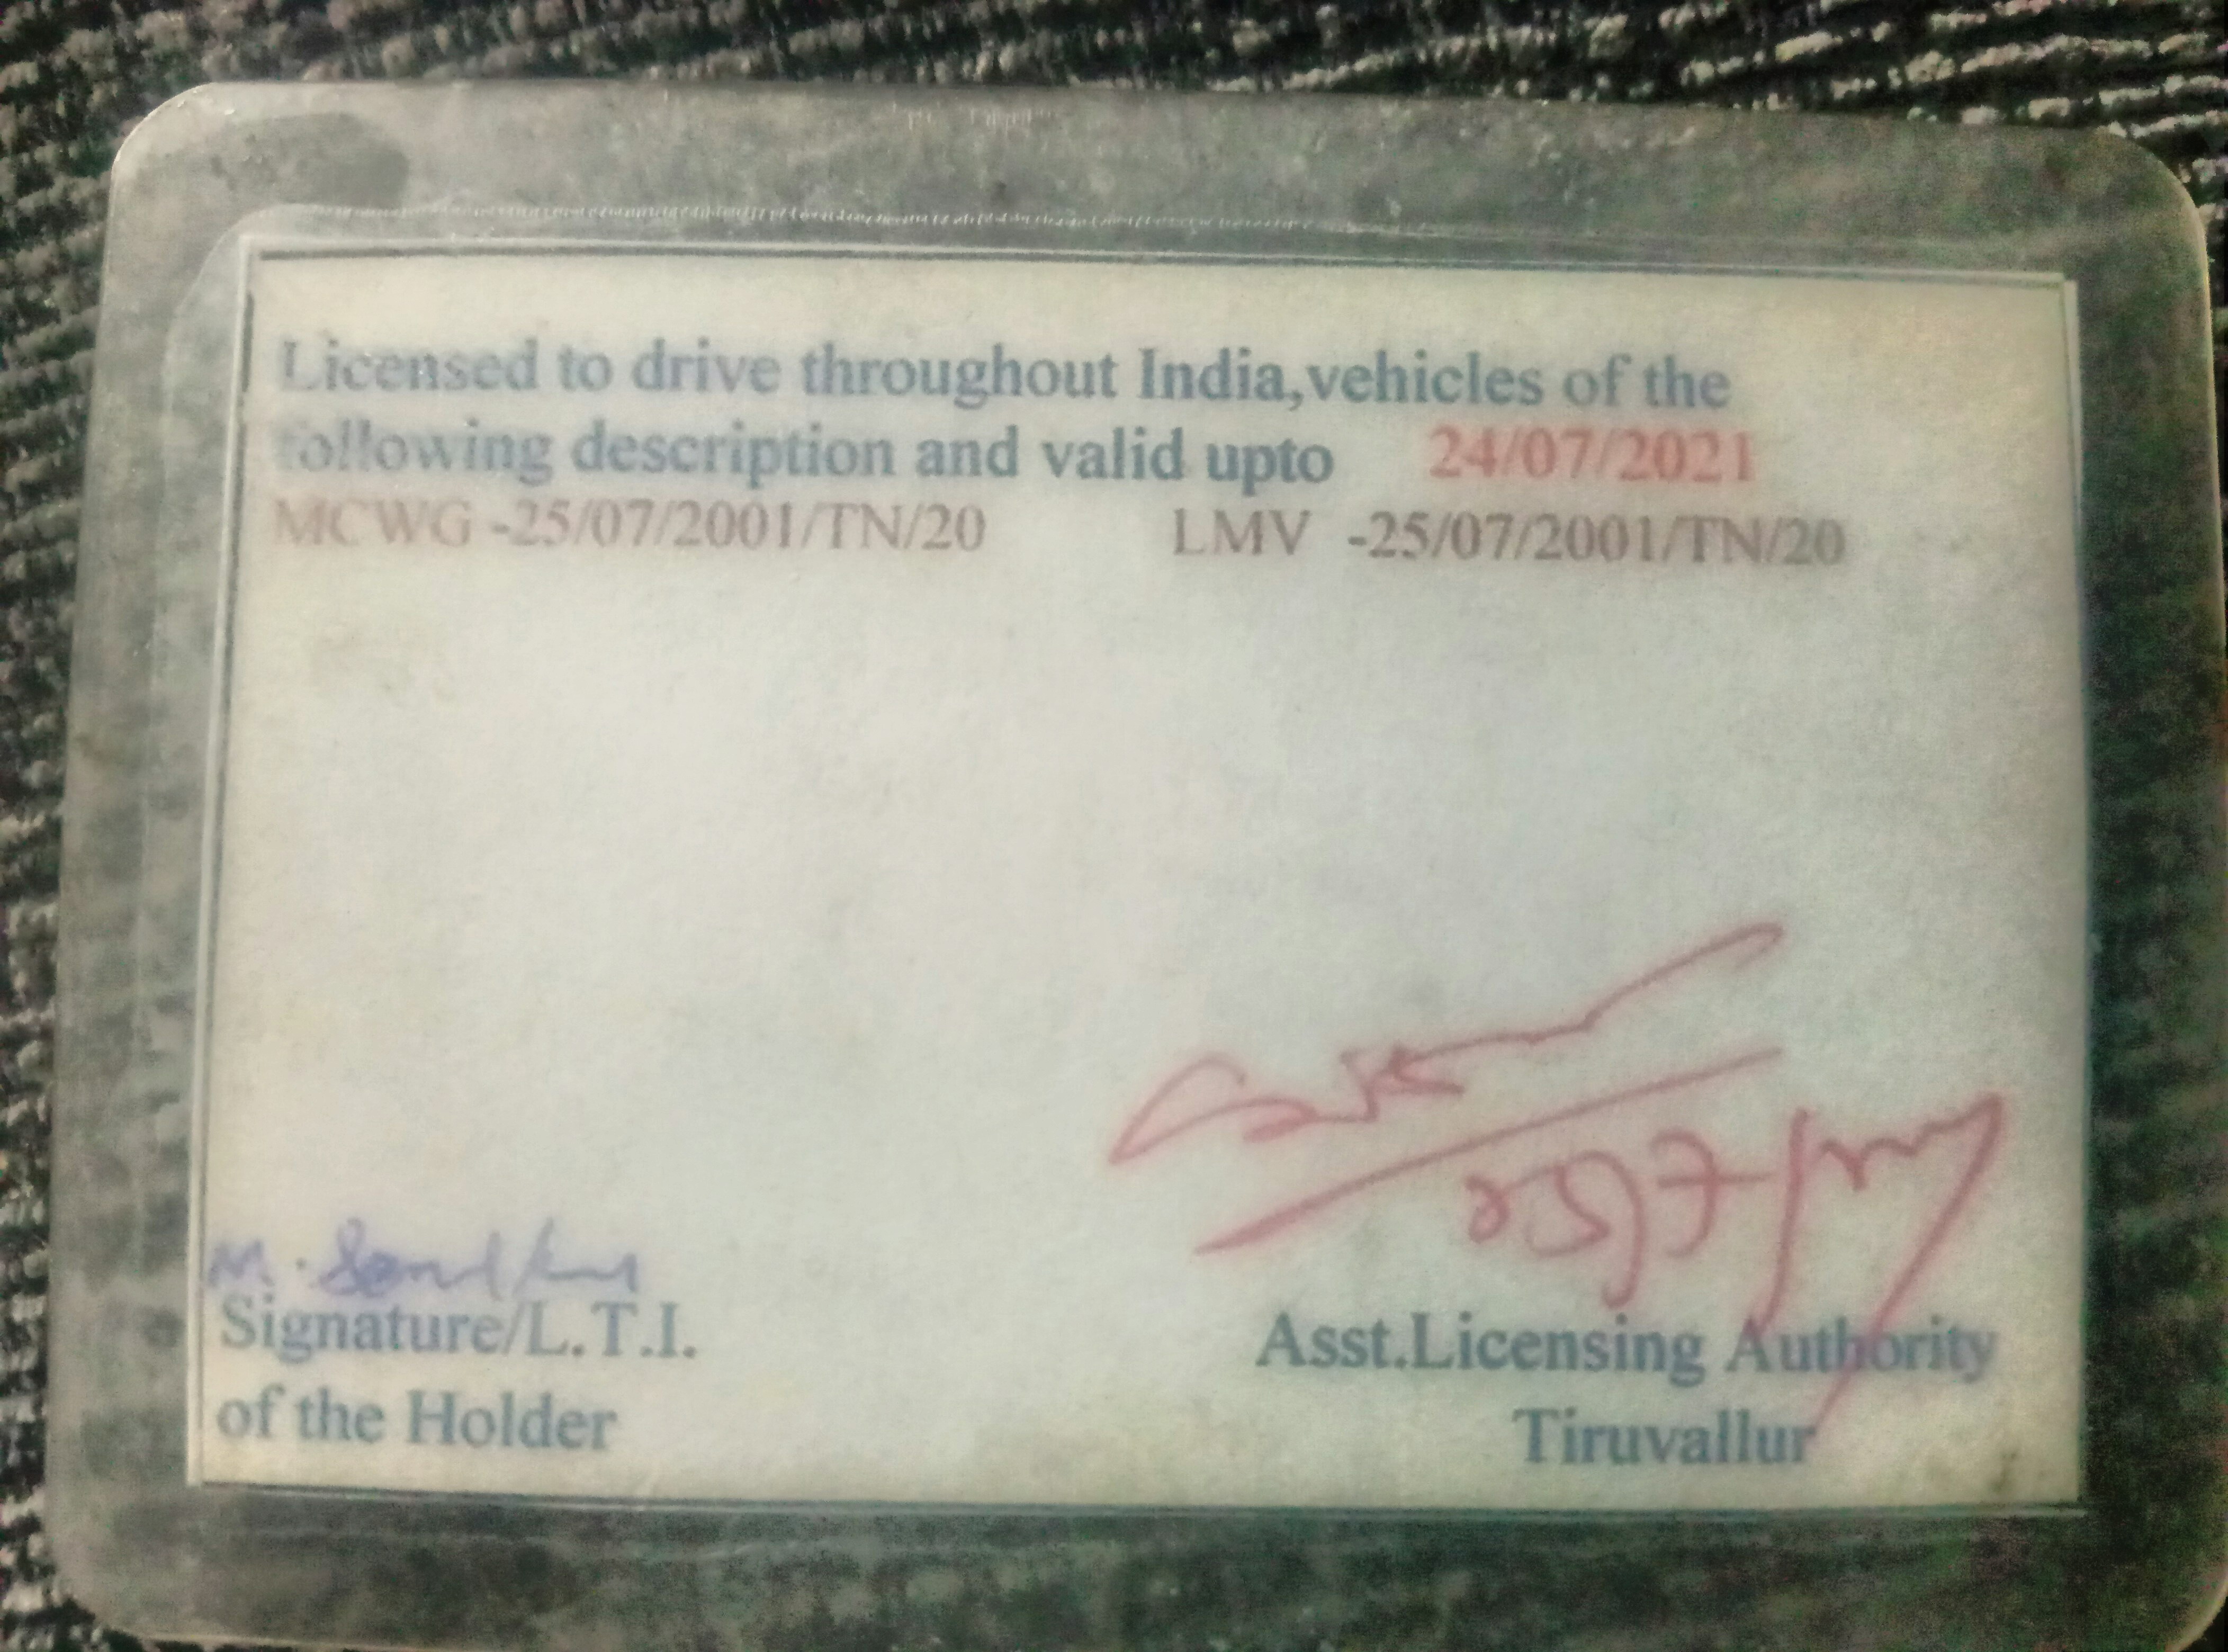 Licensed to drive throughout India,vehicles of the
following description and valid upto 24/07/2021
MCWG -25/07/2001/TN/20 LMV -25/07/2001/TN/20
M.
Signature/L.T.I.
of the Holder
Asst.Licensing Authority
Tiruvallur